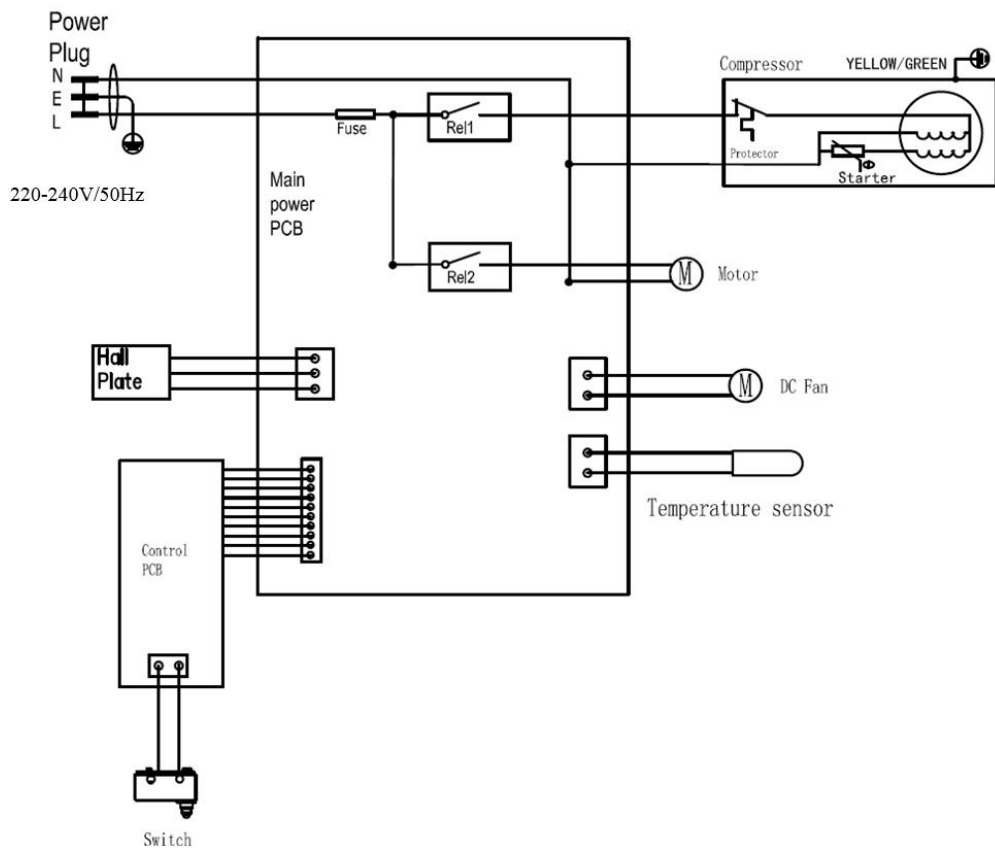 Power
Plug
N
E
L
220-240V/50Hz
Fuse
Rel1
Main
power
PCB
Rel2
Compressor
YELLOW/GREEN
Protector
Starter
M
Motor
Hall
Plate
M
DC Fan
Temperature sensor
Control
PCB
Switch